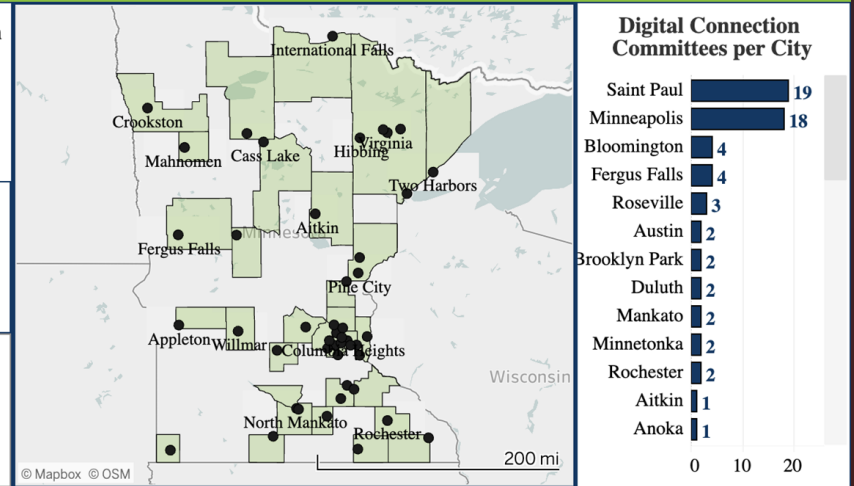 International Falls
Crookston
Mahnomen
Cass Lake
Virginia
Hibbing
Two Harbors
Aitkin
Minnesota
Fergus Falls
Pine City
Appleton
Willmar
Columbia Heights
Wisconsin
North Mankato
Rochester
200 mi
© Mapbox © OSM
Digital Connection
Committees per City
Saint Paul 19
Minneapolis 18
Bloomington 4
Fergus Falls 4
Roseville 3
Austin 2
Brooklyn Park 2
Duluth 2
Mankato 2
Minnetonka 2
Rochester 2
Aitkin 1
Anoka 1
0 10 20